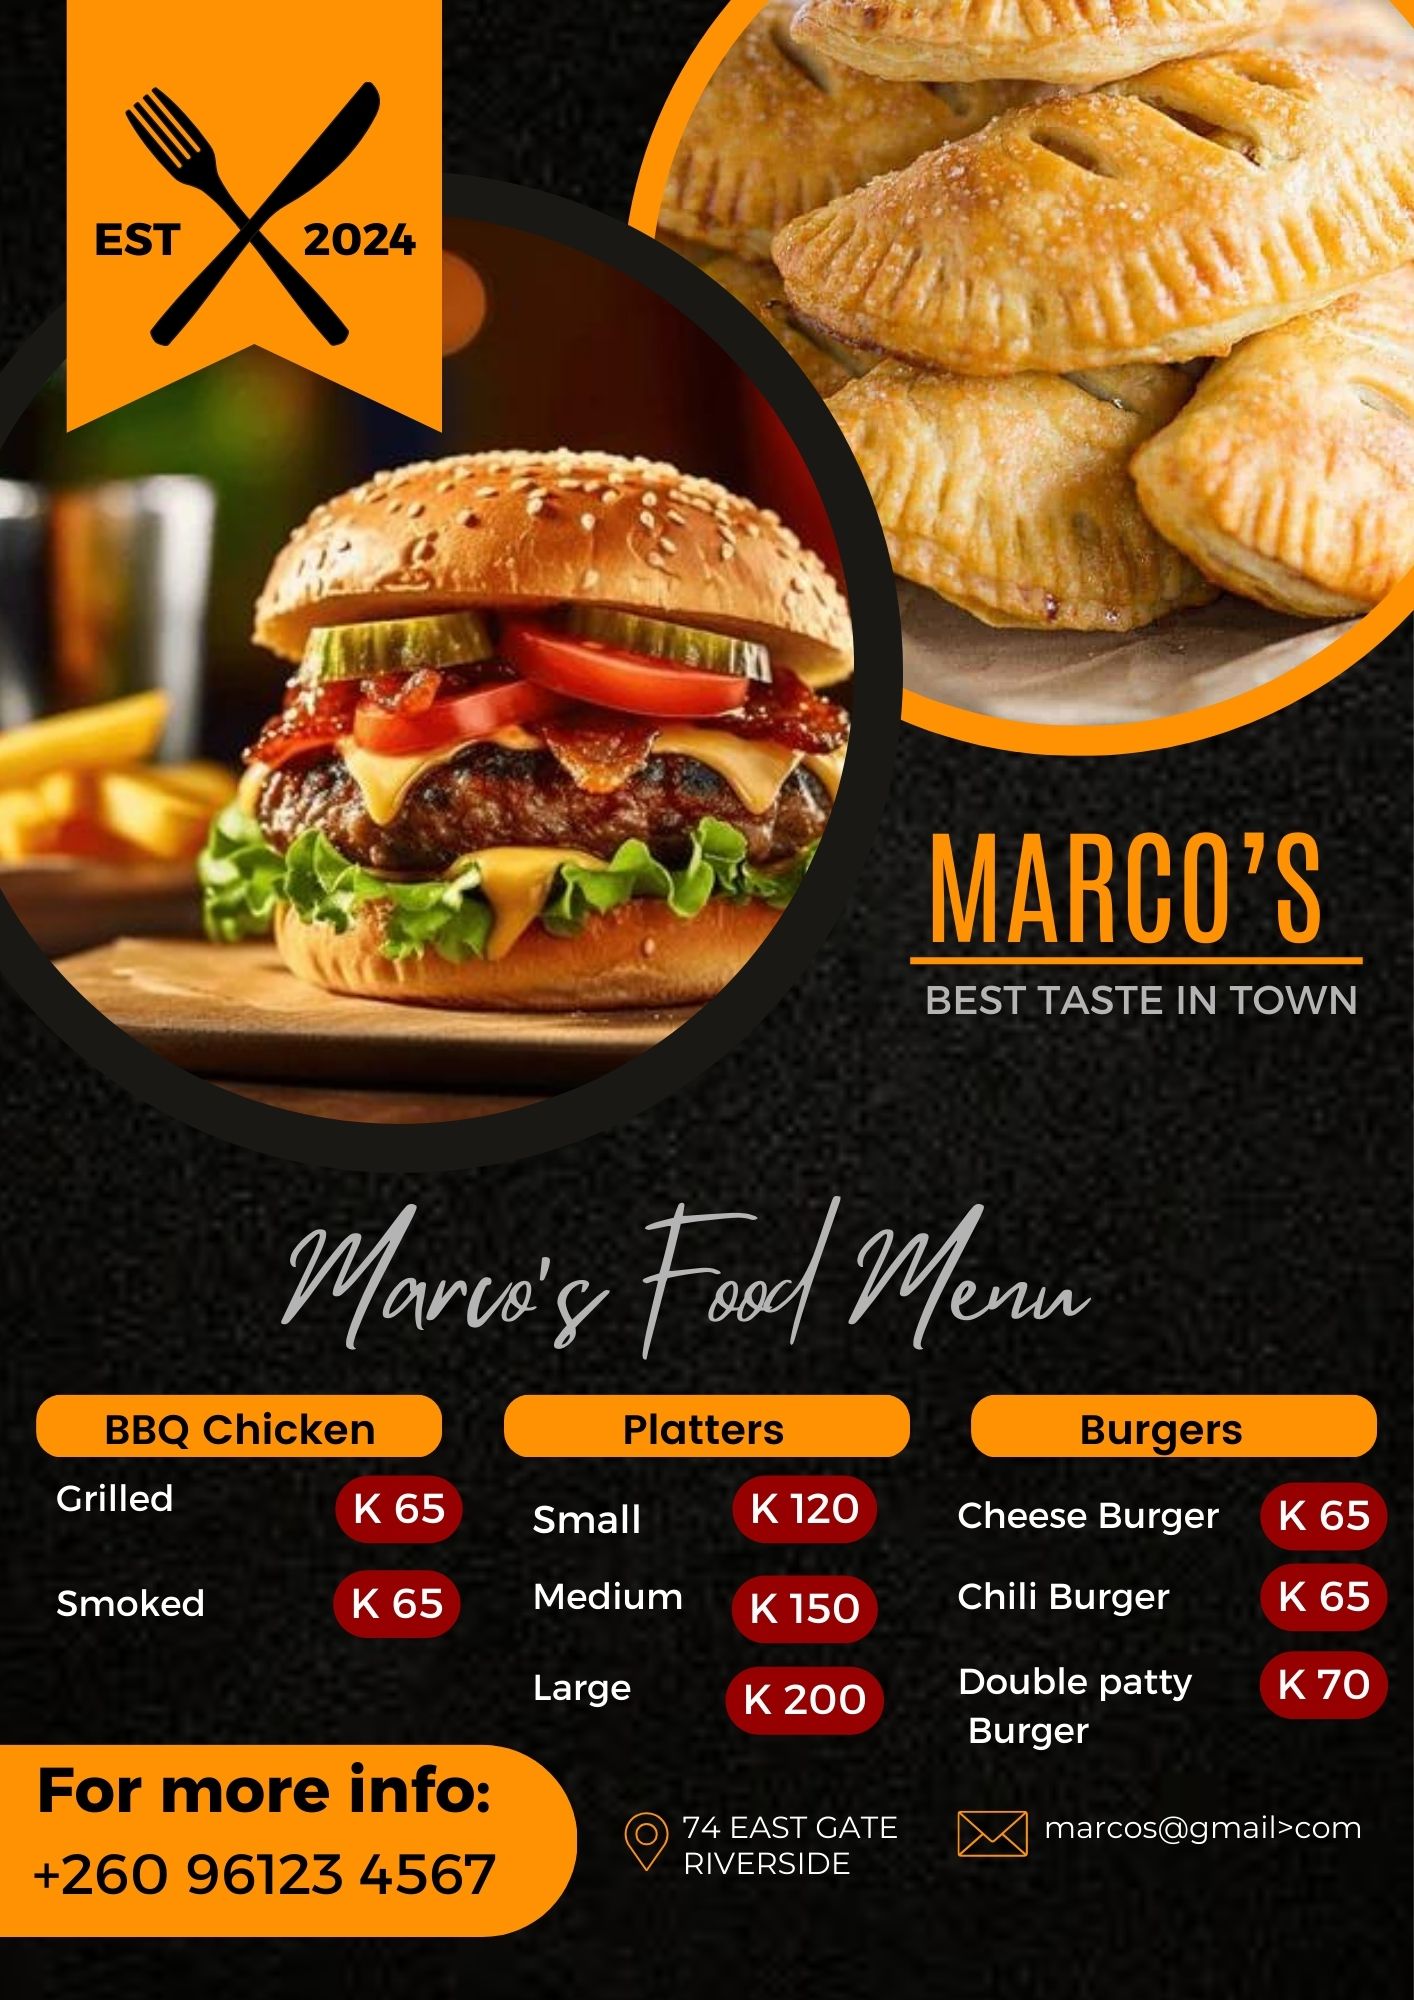 EST 2024
MARCO’S
BEST TASTE IN TOWN
Marco's Food Menu
BBQ Chicken
Grilled K 65
Smoked K 65
Platters
Small K 120
Medium K 150
Large K 200
Burgers
Cheese Burger K 65
Chili Burger K 65
Double patty K 70
Burger
For more info:
+260 96123 4567
74 EAST GATE
RIVERSIDE
marcos@gmail>com